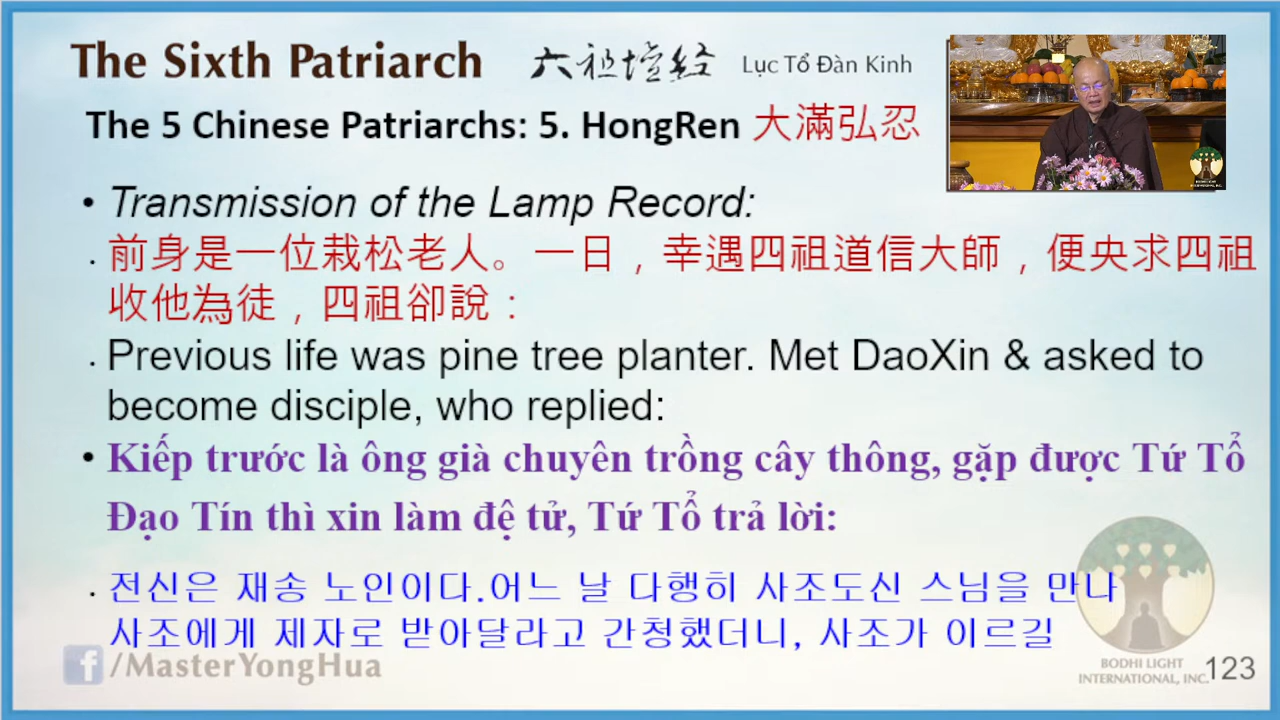 The Sixth Patriarch 六祖壇经 Lục Tổ Đàn Kinh
The 5 Chinese Patriarchs: 5. HongRen 大滿弘忍
• Transmission of the Lamp Record:
· 前身是一位栽松老人。一日，幸遇四祖道信大師，便央求四祖
收他為徒，四祖卻說：
· Previous life was pine tree planter. Met DaoXin & asked to
become disciple, who replied:
• Kiếp trước là ông già chuyên trồng cây thông, gặp được Tứ Tổ
Đạo Tín thì xin làm đệ tử, Tứ Tổ trả lời:
· 전신은 재송 노인이다.어느 날 다행히 사조도신 스님을 만나
사조에게 제자로 받아달라고 간청했더니, 사조가 이르길
f/MasterYongHua
BODHI LIGHT
INTERNATIONAL, INC.
123
BODHI LIGHT
INTERNATIONAL, INC.